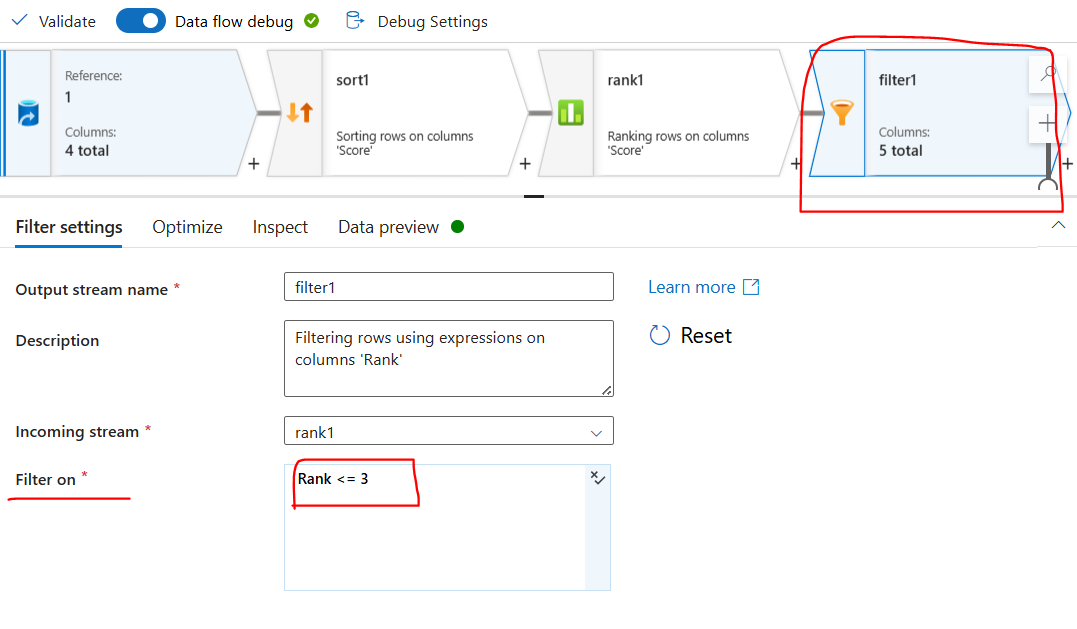 Validate
Data flow debug
Debug Settings
Reference:
1
Columns:
4 total
sort1
Sorting rows on columns
'Score'
rank1
Ranking rows on columns
'Score'
filter1
Columns:
5 total
Filter settings
Optimize
Inspect
Data preview
Output stream name *
filter1
Learn more
Description
Filtering rows using expressions on
columns 'Rank'
Reset
Incoming stream *
rank1
Filter on *
Rank <= 3